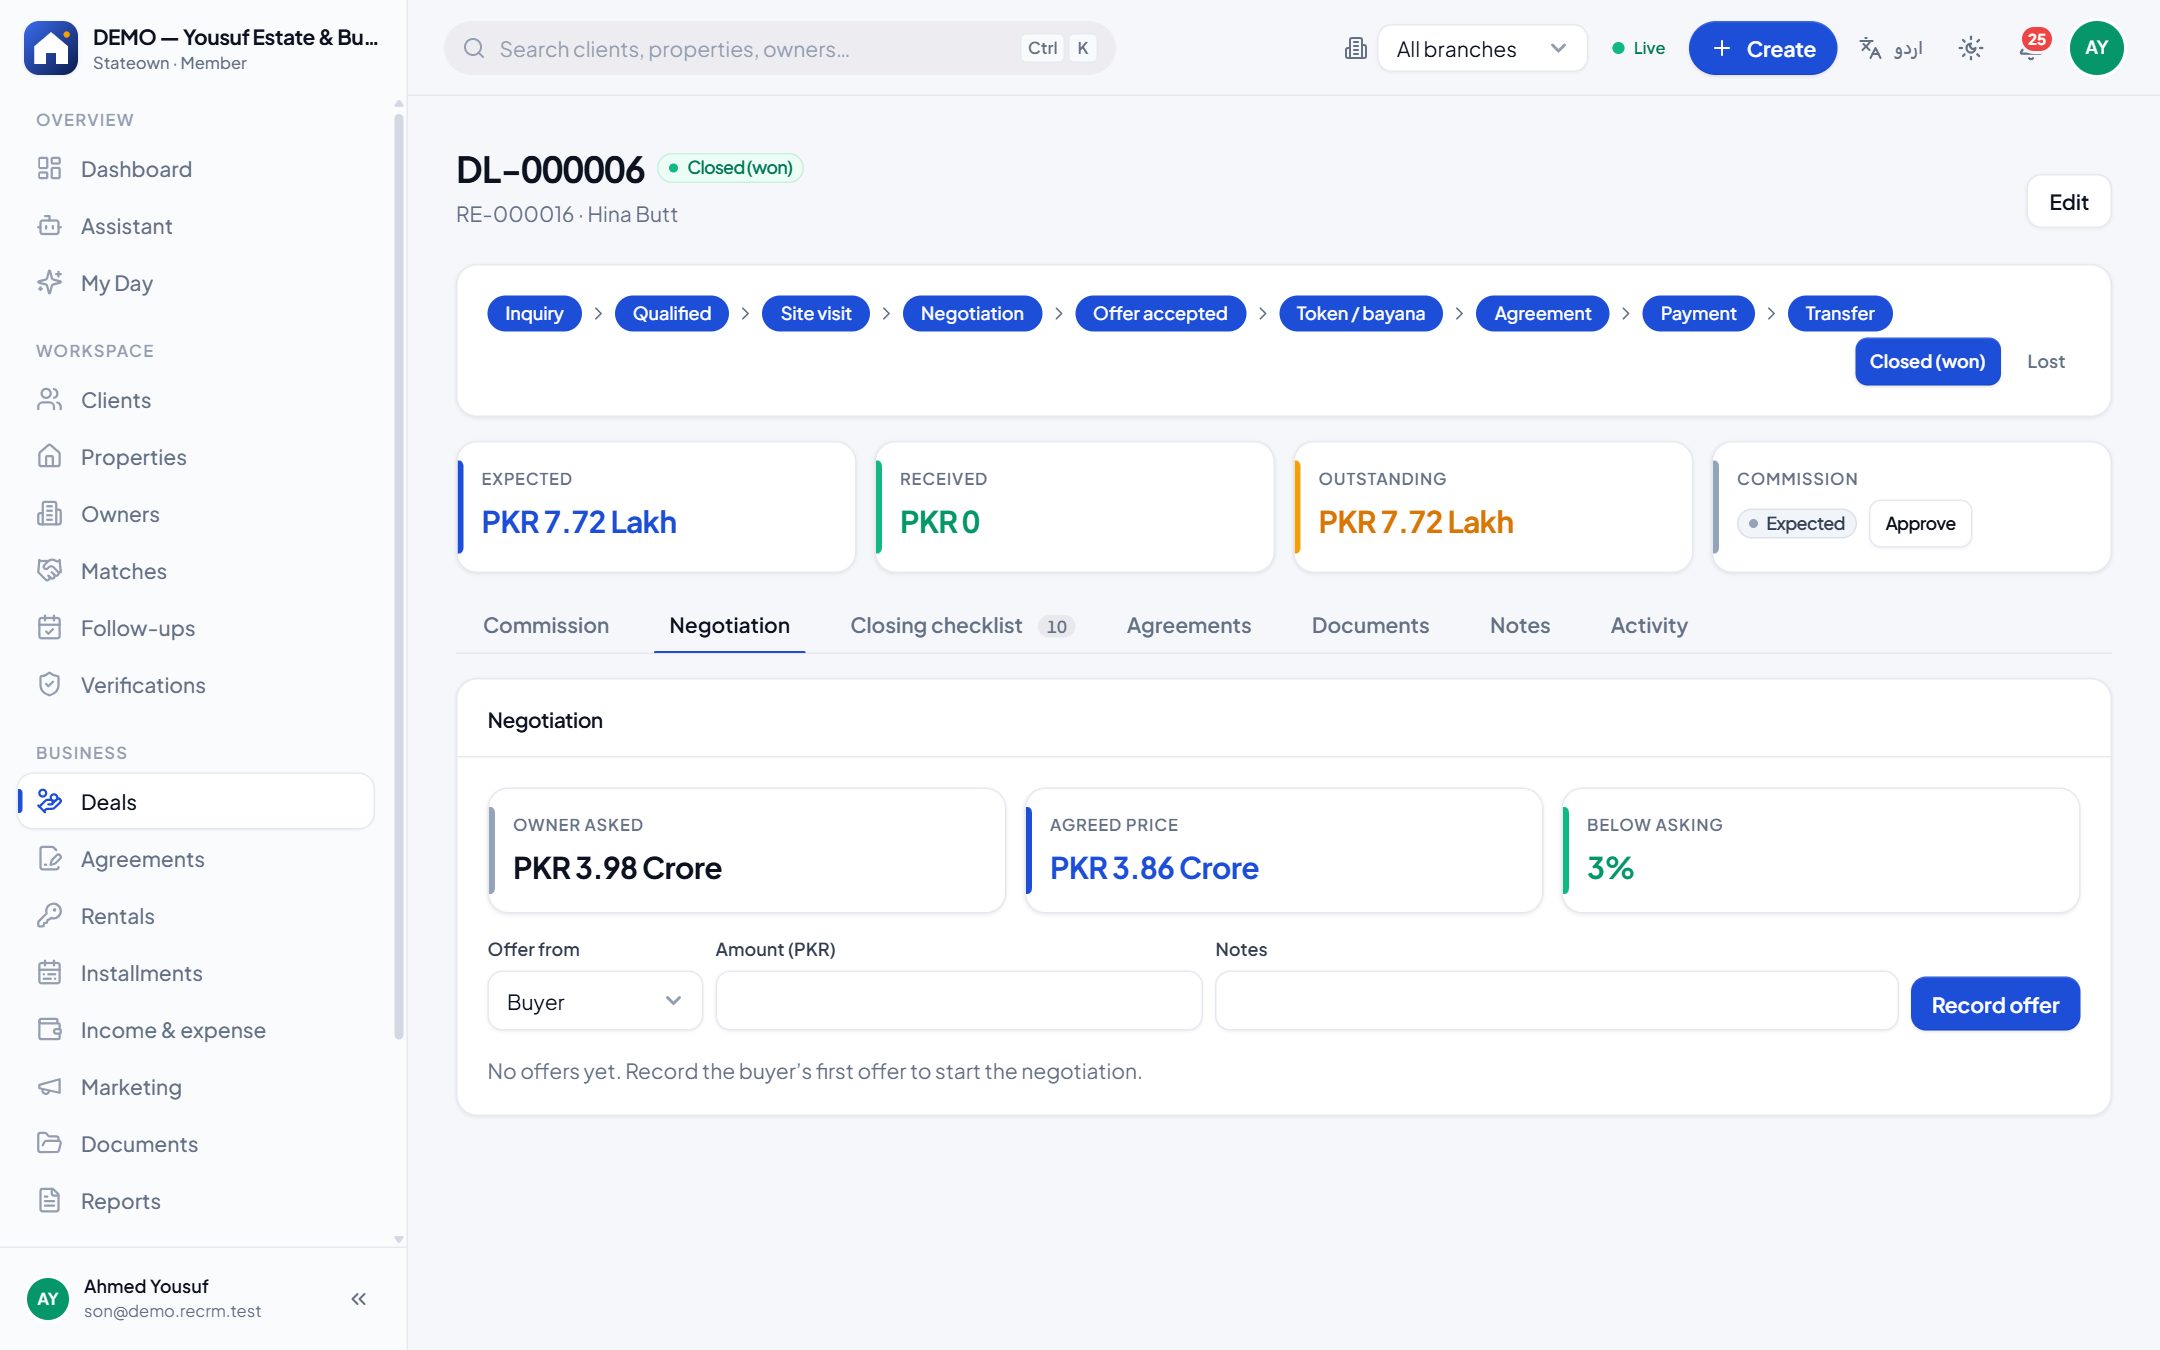 DEMO — Yousuf Estate & Bu...
Stateown · Member
OVERVIEW
Dashboard
Assistant
My Day
WORKSPACE
Clients
Properties
Owners
Matches
Follow-ups
Verifications
BUSINESS
Deals
Agreements
Rentals
Installments
Income & expense
Marketing
Documents
Reports
AY
Ahmed Yousuf
son@demo.recrm.test
Search clients, properties, owners...
Ctrl K
All branches
Live
+ Create
اردو
25
AY
DL-000006
Closed (won)
RE-000016 · Hina Butt
Edit
Inquiry > Qualified > Site visit > Negotiation > Offer accepted > Token / bayana > Agreement > Payment > Transfer
Closed (won) Lost
EXPECTED
PKR 7.72 Lakh
RECEIVED
PKR 0
OUTSTANDING
PKR 7.72 Lakh
COMMISSION
Expected Approve
Commission Negotiation Closing checklist 10 Agreements Documents Notes Activity
Negotiation
OWNER ASKED
PKR 3.98 Crore
AGREED PRICE
PKR 3.86 Crore
BELOW ASKING
3%
Offer from
Buyer
Amount (PKR)
Notes
Record offer
No offers yet. Record the buyer's first offer to start the negotiation.